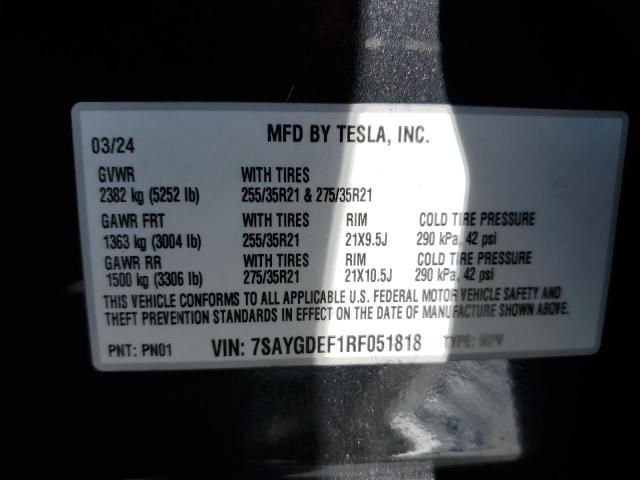 MFD BY TESLA, INC.
03/24
GVWR WITH TIRES
2382 kg (5252 lb) 255/35R21 & 275/35R21
GAWR FRT WITH TIRES RIM COLD TIRE PRESSURE
1363 kg (3004 lb) 255/35R21 21X9.5J 290 kPa, 42 psi
GAWR RR WITH TIRES RIM COLD TIRE PRESSURE
1500 kg (3306 lb) 275/35R21 21X10.5J 290 kPa, 42 psi
THIS VEHICLE CONFORMS TO ALL APPLICABLE U.S. FEDERAL MOTOR VEHICLE SAFETY AND
THEFT PREVENTION STANDARDS IN EFFECT ON THE DATE OF MANUFACTURE SHOWN ABOVE.
PNT: PN01 VIN: 7SAYGDEF1RF051818 TYPE: MPV